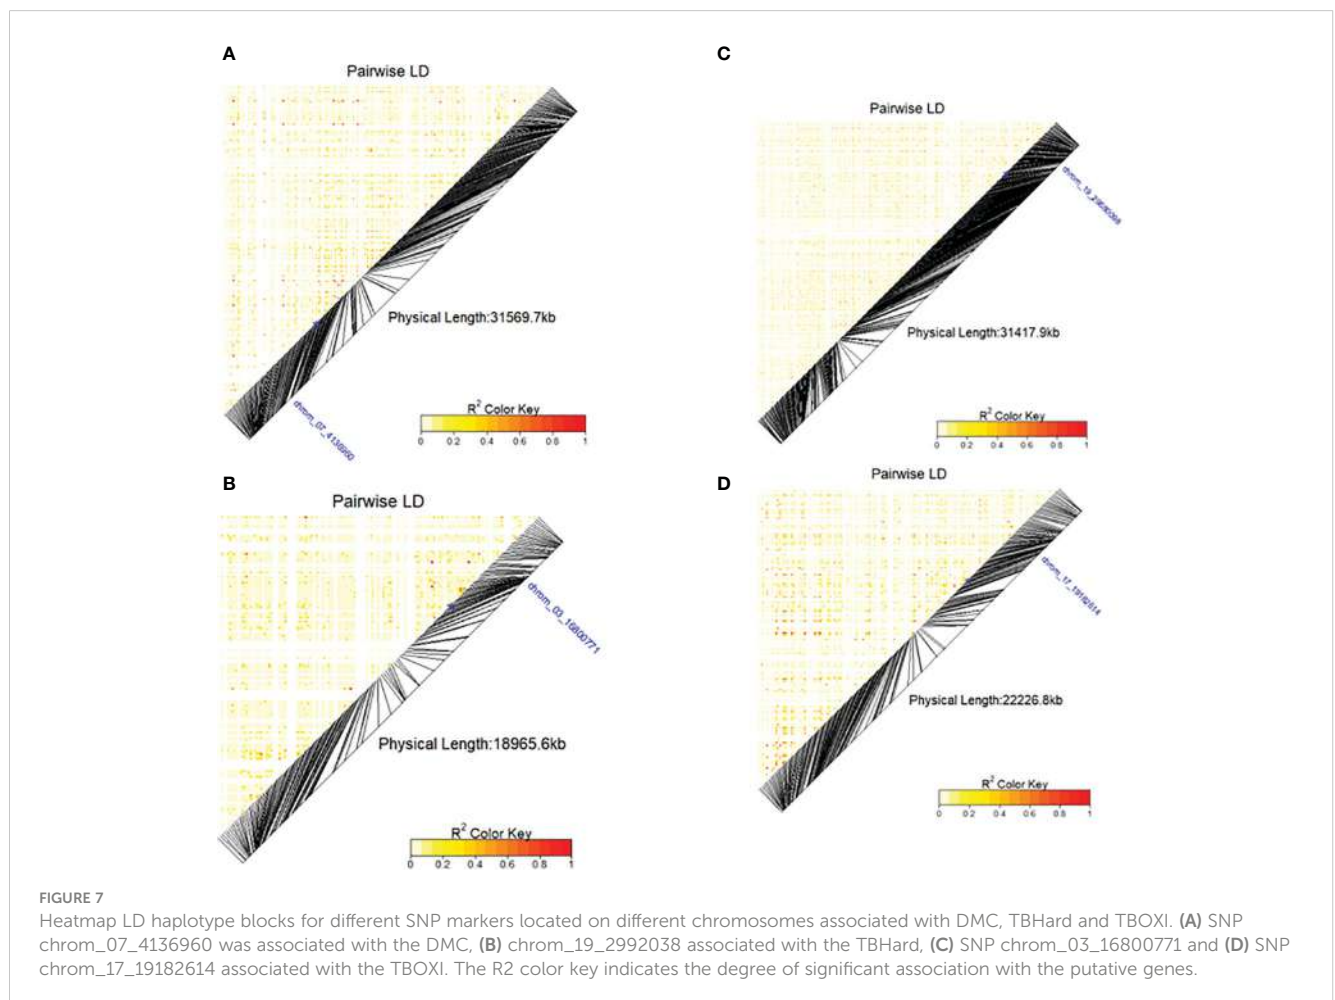 A
Pairwise LD
Physical Length:31569.7kb
R2 Color Key
0 0.2 0.4 0.6 0.8 1
chrom_07_4136960
C
Pairwise LD
Physical Length:31417.9kb
R2 Color Key
0 0.2 0.4 0.6 0.8 1
B
Pairwise LD
chrom_03_16800771
Physical Length:18965.6kb
R2 Color Key
0 0.2 0.4 0.6 0.8 1
D
Pairwise LD
chrom_17_19182614
Physical Length:22226.8kb
R2 Color Key
0 0.2 0.4 0.6 0.8 1
FIGURE 7
Heatmap LD haplotype blocks for different SNP markers located on different chromosomes associated with DMC, TBHard and TBOXI. (A) SNP
chrom_07_4136960 was associated with the DMC, (B) chrom_19_2992038 associated with the TBHard, (C) SNP chrom_03_16800771 and (D) SNP
chrom_17_19182614 associated with the TBOXI. The R2 color key indicates the degree of significant association with the putative genes.